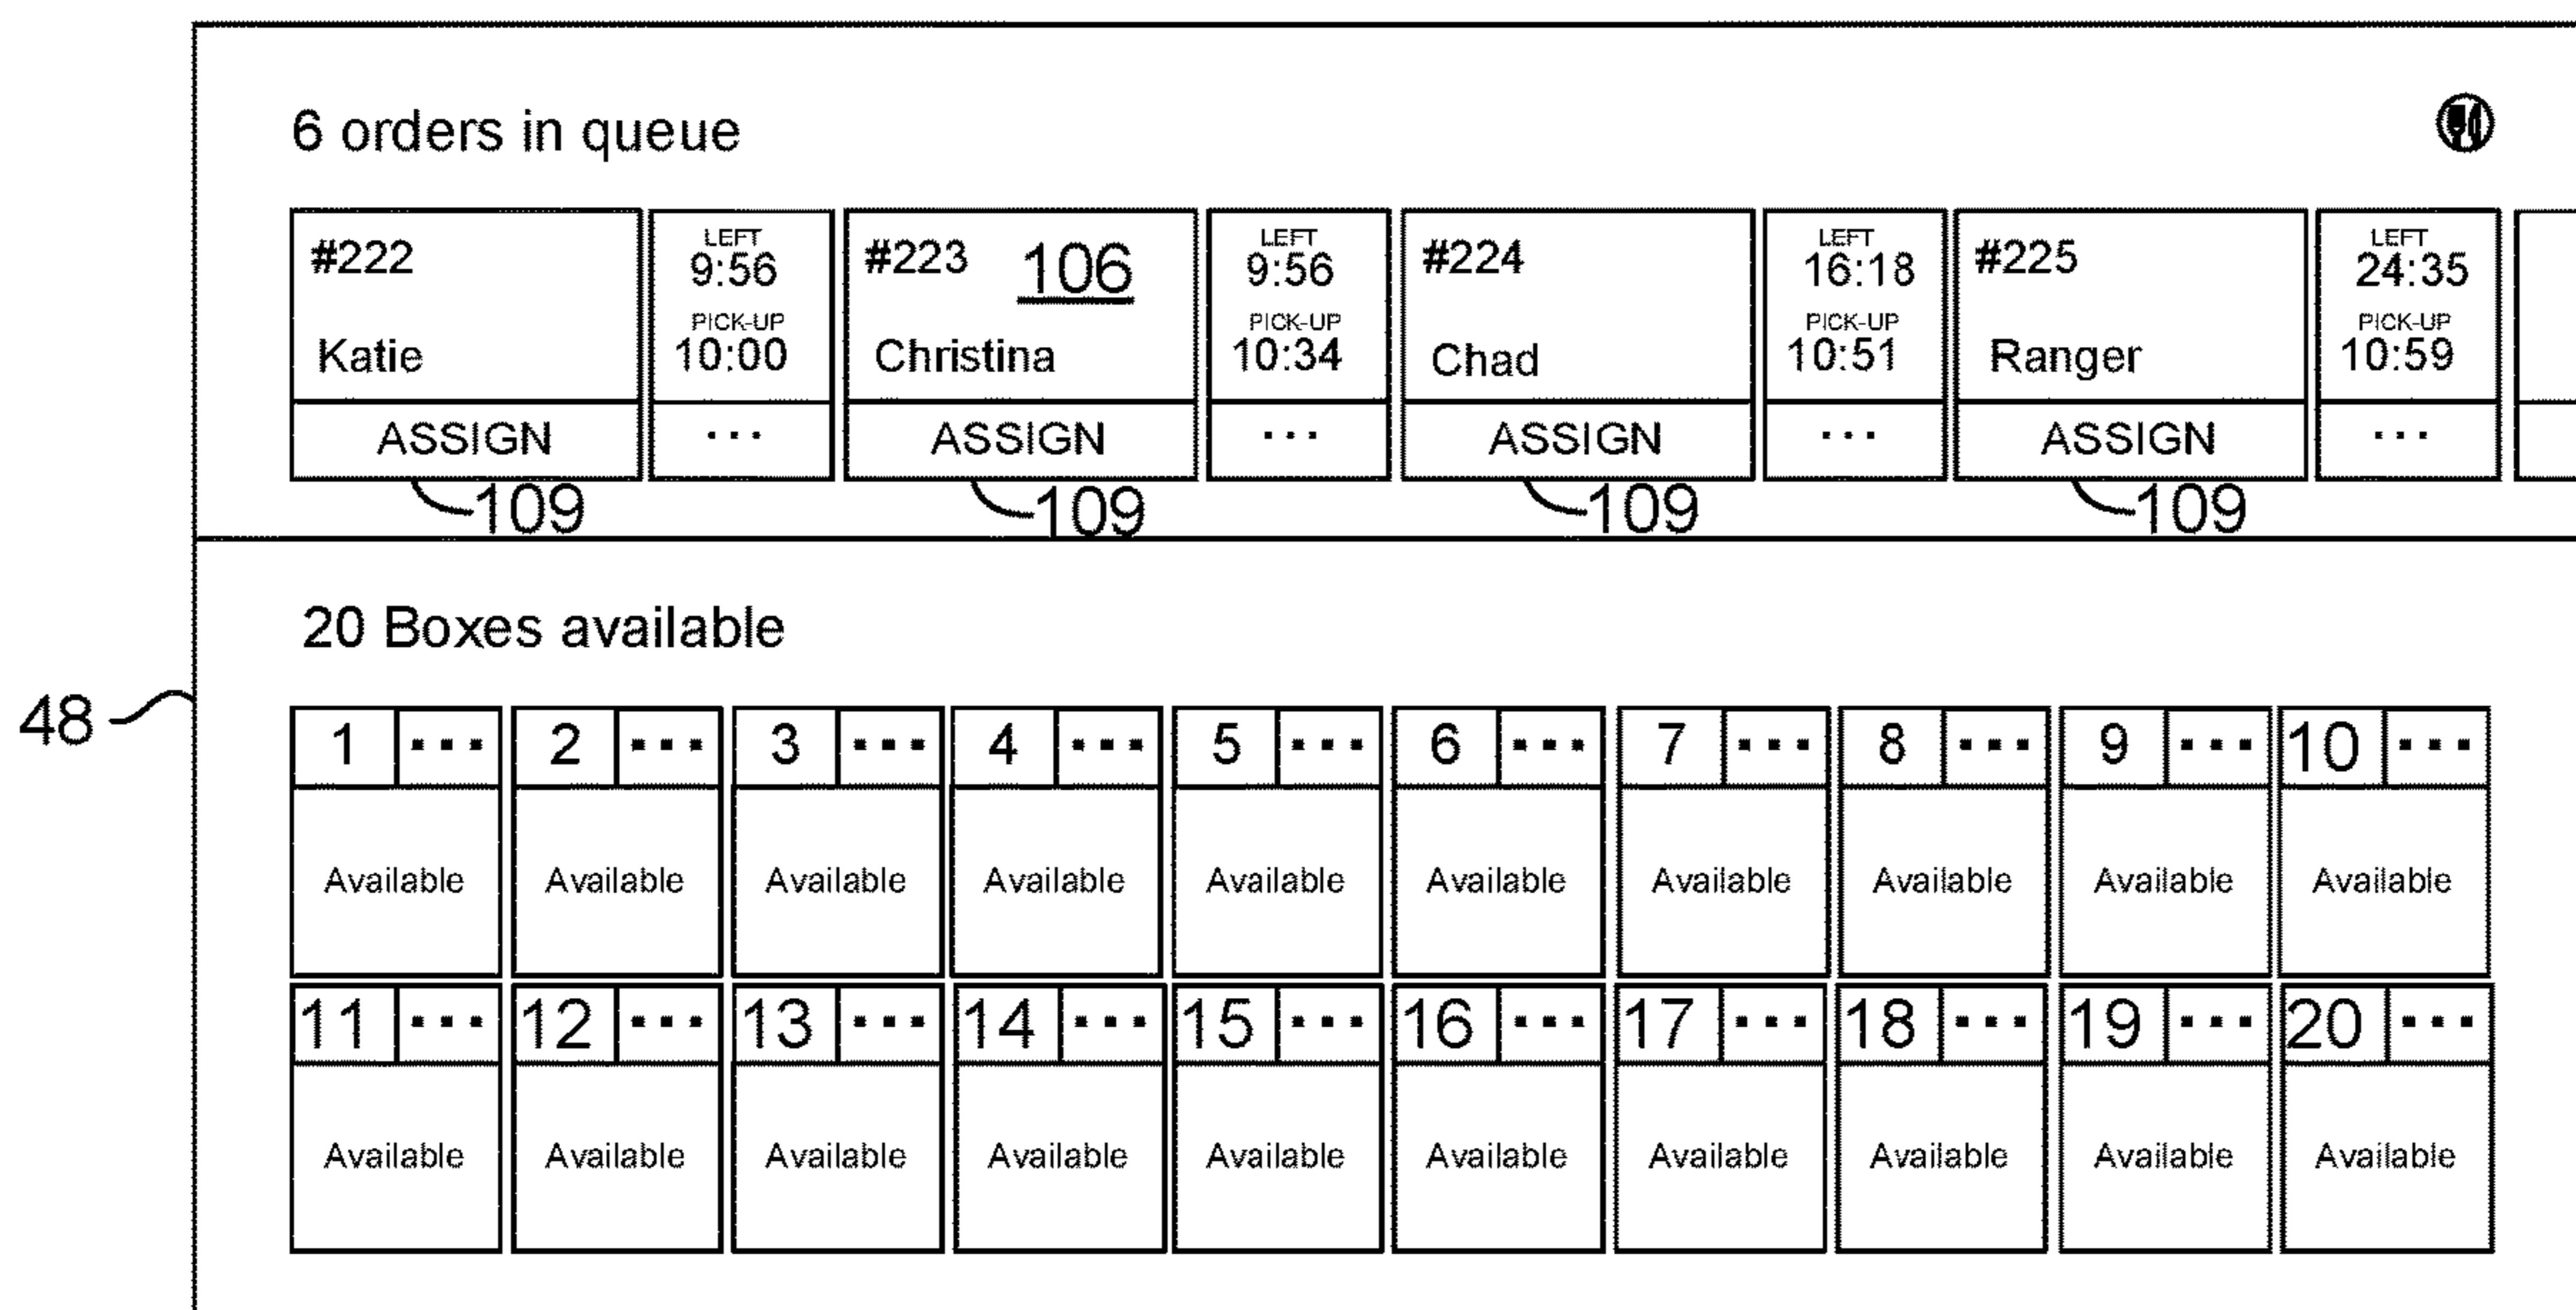 6 orders in queue
#222 LEFT #223 106 LEFT #224 LEFT #225 LEFT
9:56 9:56 16:18 24:35
PICK-UP PICK-UP PICK-UP PICK-UP
Katie 10:00 Christina 10:34 Chad 10:51 Ranger 10:59
ASSIGN ... ASSIGN ... ASSIGN ... ASSIGN ...
109 109 109 109
20 Boxes available
48
1 ... 2 ... 3 ... 4 ... 5 ... 6 ... 7 ... 8 ... 9 ... 10 ...
Available Available Available Available Available Available Available Available Available Available
11 ... 12 ... 13 ... 14 ... 15 ... 16 ... 17 ... 18 ... 19 ... 20 ...
Available Available Available Available Available Available Available Available Available Available